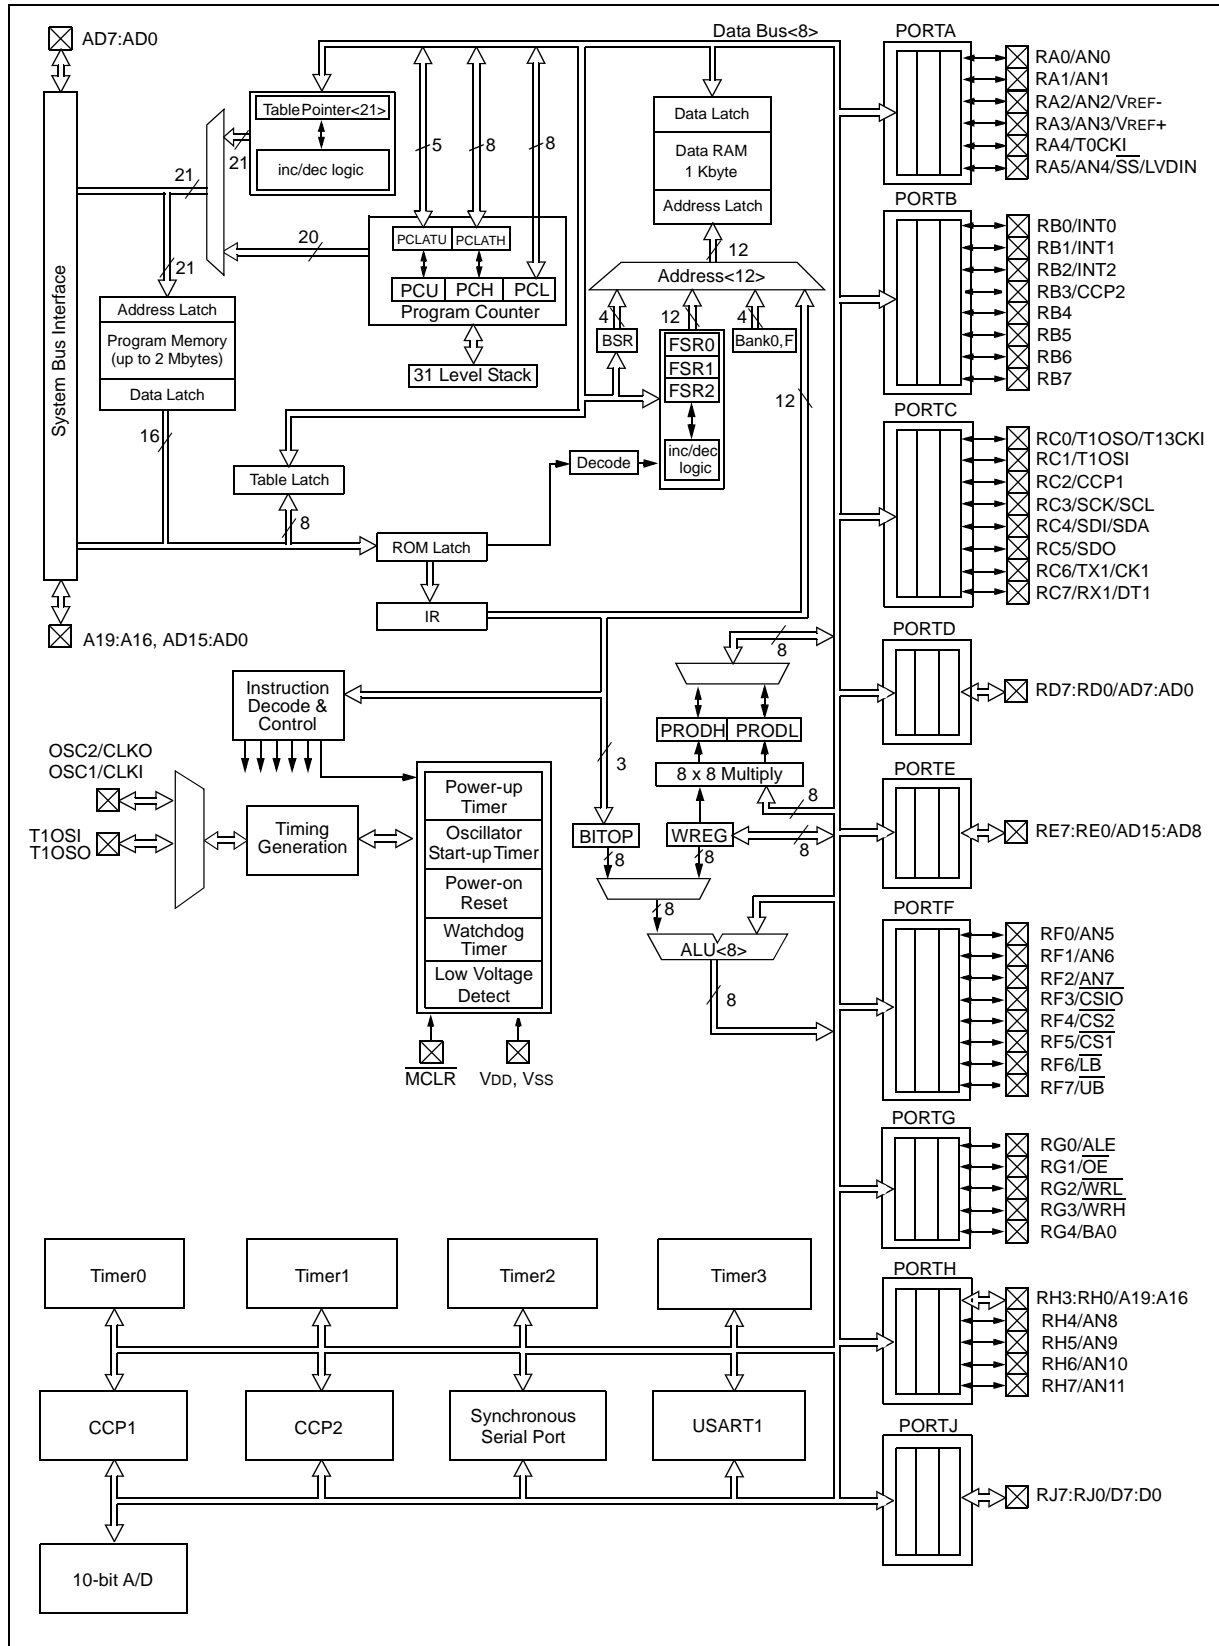 Data Bus<8>
AD7:AD0
Table Pointer<21>
inc/dec logic
21
21
21
20
5
8
8
PCLATU
PCLATH
PCU
PCH
PCL
Program Counter
31 Level Stack
System Bus Interface
Address Latch
Program Memory
(up to 2 Mbytes)
Data Latch
16
Table Latch
8
ROM Latch
IR
A19:A16, AD15:AD0
Data Latch
Data RAM
1 Kbyte
Address Latch
12
Address<12>
4
12
4
BSR
FSR0
FSR1
FSR2
Bank0,F
inc/dec
logic
Decode
12
Instruction
Decode &
Control
OSC2/CLKO
OSC1/CLKI
T1OSI
T1OSO
Timing
Generation
Power-up
Timer
Oscillator
Start-up Timer
Power-on
Reset
Watchdog
Timer
Low Voltage
Detect
MCLR
VDD, VSS
8
PRODH
PRODL
8 x 8 Multiply
3
8
BITOP
WREG
8
8
8
8
ALU<8>
8
PORTA
RA0/AN0
RA1/AN1
RA2/AN2/VREF-
RA3/AN3/VREF+
RA4/T0CKI
RA5/AN4/SS/LVDIN
PORTB
RB0/INT0
RB1/INT1
RB2/INT2
RB3/CCP2
RB4
RB5
RB6
RB7
PORTC
RC0/T1OSO/T13CKI
RC1/T1OSI
RC2/CCP1
RC3/SCK/SCL
RC4/SDI/SDA
RC5/SDO
RC6/TX1/CK1
RC7/RX1/DT1
PORTD
RD7:RD0/AD7:AD0
PORTE
RE7:RE0/AD15:AD8
PORTF
RF0/AN5
RF1/AN6
RF2/AN7
RF3/CSIO
RF4/CS2
RF5/CS1
RF6/LB
RF7/UB
PORTG
RG0/ALE
RG1/OE
RG2/WRL
RG3/WRH
RG4/BA0
PORTH
RH3:RH0/A19:A16
RH4/AN8
RH5/AN9
RH6/AN10
RH7/AN11
PORTJ
RJ7:RJ0/D7:D0
Timer0
Timer1
Timer2
Timer3
CCP1
CCP2
Synchronous
Serial Port
USART1
10-bit A/D